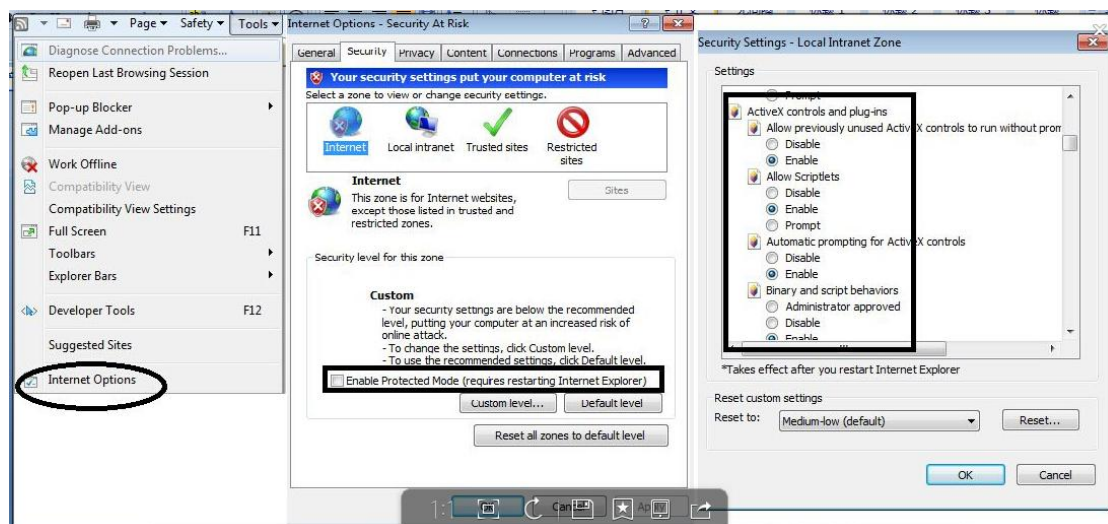 Page
Safety
Tools
Diagnose Connection Problems...
Reopen Last Browsing Session
Pop-up Blocker
Manage Add-ons
Work Offline
Compatibility View
Compatibility View Settings
Full Screen F11
Toolbars
Explorer Bars
Developer Tools F12
Suggested Sites
Internet Options
Internet Options - Security At Risk
General Security Privacy Content Connections Programs Advanced
Your security settings put your computer at risk
Select a zone to view or change security settings.
Internet
Local intranet
Trusted sites
Restricted
sites
Internet
This zone is for Internet websites,
except those listed in trusted and
restricted zones.
Sites
Security level for this zone
Custom
- Your security settings are below the recommended
level, putting your computer at an increased risk of
online attack.
- To change the settings, click Custom level.
- To use the recommended settings, click Default level.
Enable Protected Mode (requires restarting Internet Explorer)
Custom level... Default level
Reset all zones to default level
1:1
Security Settings - Local Intranet Zone
Settings
Prompt
ActiveX controls and plug-ins
Allow previously unused ActiveX controls to run without
Disable
Enable
Allow Scriptlets
Disable
Enable
Prompt
Automatic prompting for ActiveX controls
Disable
Enable
Binary and script behaviors
Administrator approved
Disable
Enable
*Takes effect after you restart Internet Explorer
Reset custom settings
Reset to: Medium-low (default) Reset...
OK Cancel